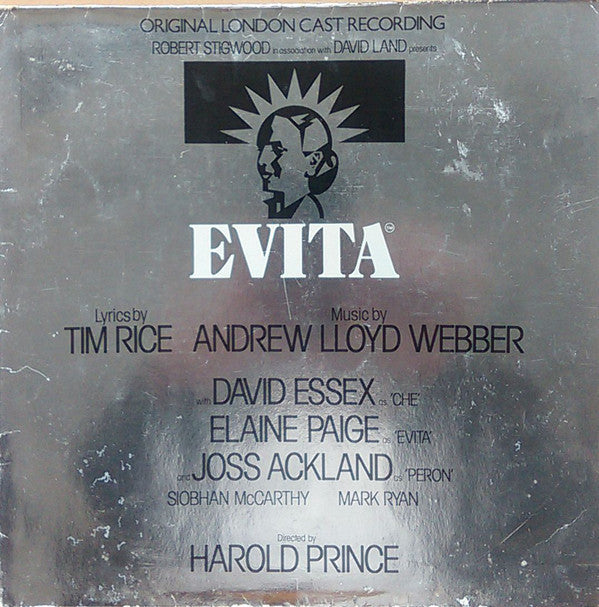 ORIGINAL LONDON CAST RECORDING
ROBERT STIGWOOD in association with DAVID LAND presents
EVITA™
Lyrics by Music by
TIM RICE ANDREW LLOYD WEBBER
with DAVID ESSEX as 'CHE'
ELAINE PAIGE as 'EVITA'
and JOSS ACKLAND as 'PERON'
SIOBHAN McCARTHY MARK RYAN
Directed by
HAROLD PRINCE